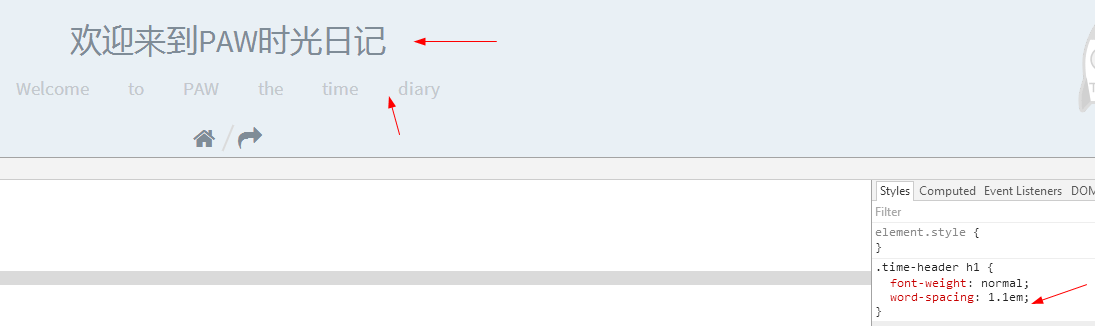 欢迎来到PAW时光日记
Welcome to PAW the time diary
/
Styles Computed Event Listeners DOM
Filter
element.style {
}
.time-header h1 {
font-weight: normal;
word-spacing: 1.1em;
}